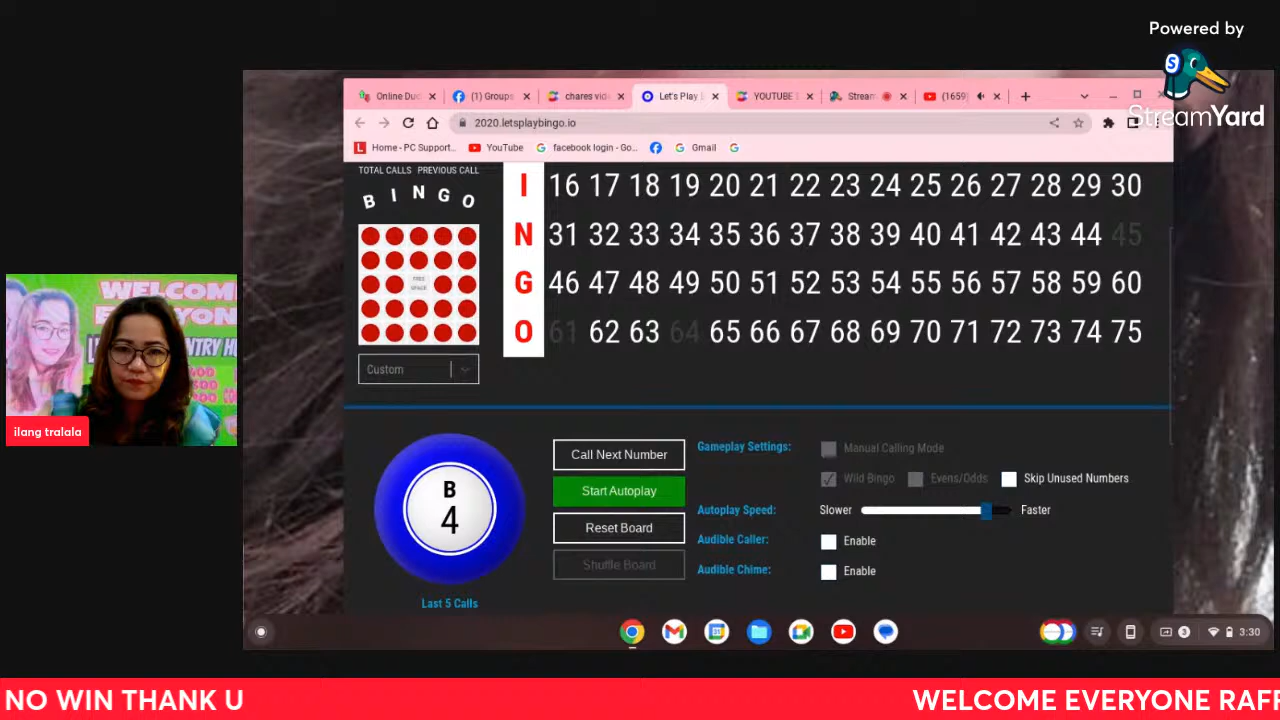 Powered by
StreamYard
Online Du
(1) Groups
chares vid
Let's Play
YOUTUBE
Stream
(1659)
2020.letsplaybingo.io
Home - PC Support...
YouTube
facebook login - Go...
Gmail
TOTAL CALLS PREVIOUS CALL
B I N G O
FREE SPACE
Custom
I 16 17 18 19 20 21 22 23 24 25 26 27 28 29 30
N 31 32 33 34 35 36 37 38 39 40 41 42 43 44 45
G 46 47 48 49 50 51 52 53 54 55 56 57 58 59 60
O 61 62 63 64 65 66 67 68 69 70 71 72 73 74 75
B
4
Last 5 Calls
Call Next Number
Start Autoplay
Reset Board
Shuffle Board
Gameplay Settings:
Manual Calling Mode
Wild Bingo Evens/Odds Skip Unused Numbers
Autoplay Speed: Slower Faster
Audible Caller: Enable
Audible Chime: Enable
31
3
3:30
WELCOME
ilang tralala
NO WIN THANK U
WELCOME EVERYONE RAFF